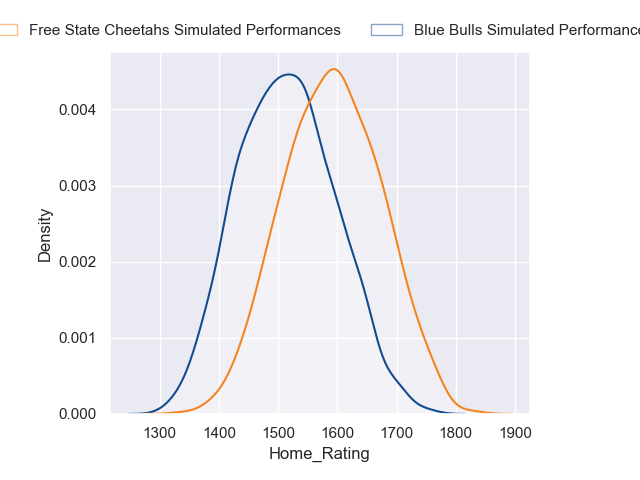 Free State Cheetahs Simulated Performances Blue Bulls Simulated Performance
0.004
0.003
0.002
0.001
0.000
Density
1300 1400 1500 1600 1700 1800 1900
Home_Rating